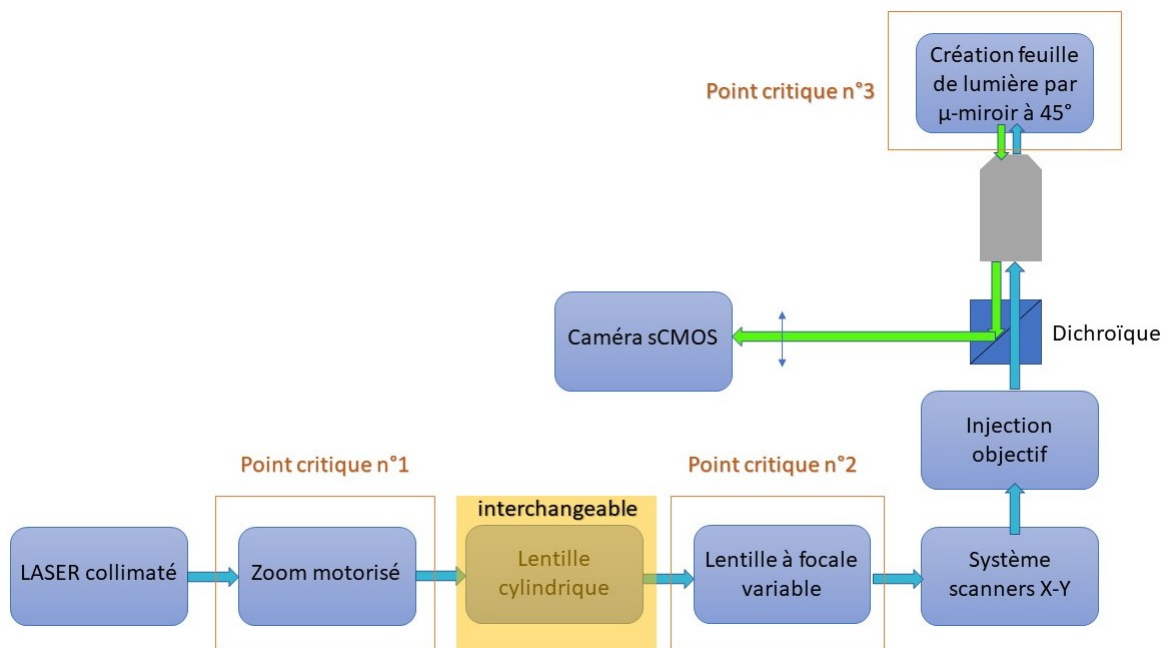 Création feuille
de lumière par
µ-miroir à 45°
Point critique n°3
Caméra sCMOS
Dichroïque
Injection
objectif
Point critique n°1
Point critique n°2
interchangeable
LASER collimaté
Zoom motorisé
Lentille
cylindrique
Lentille à focale
variable
Système
scanners X-Y